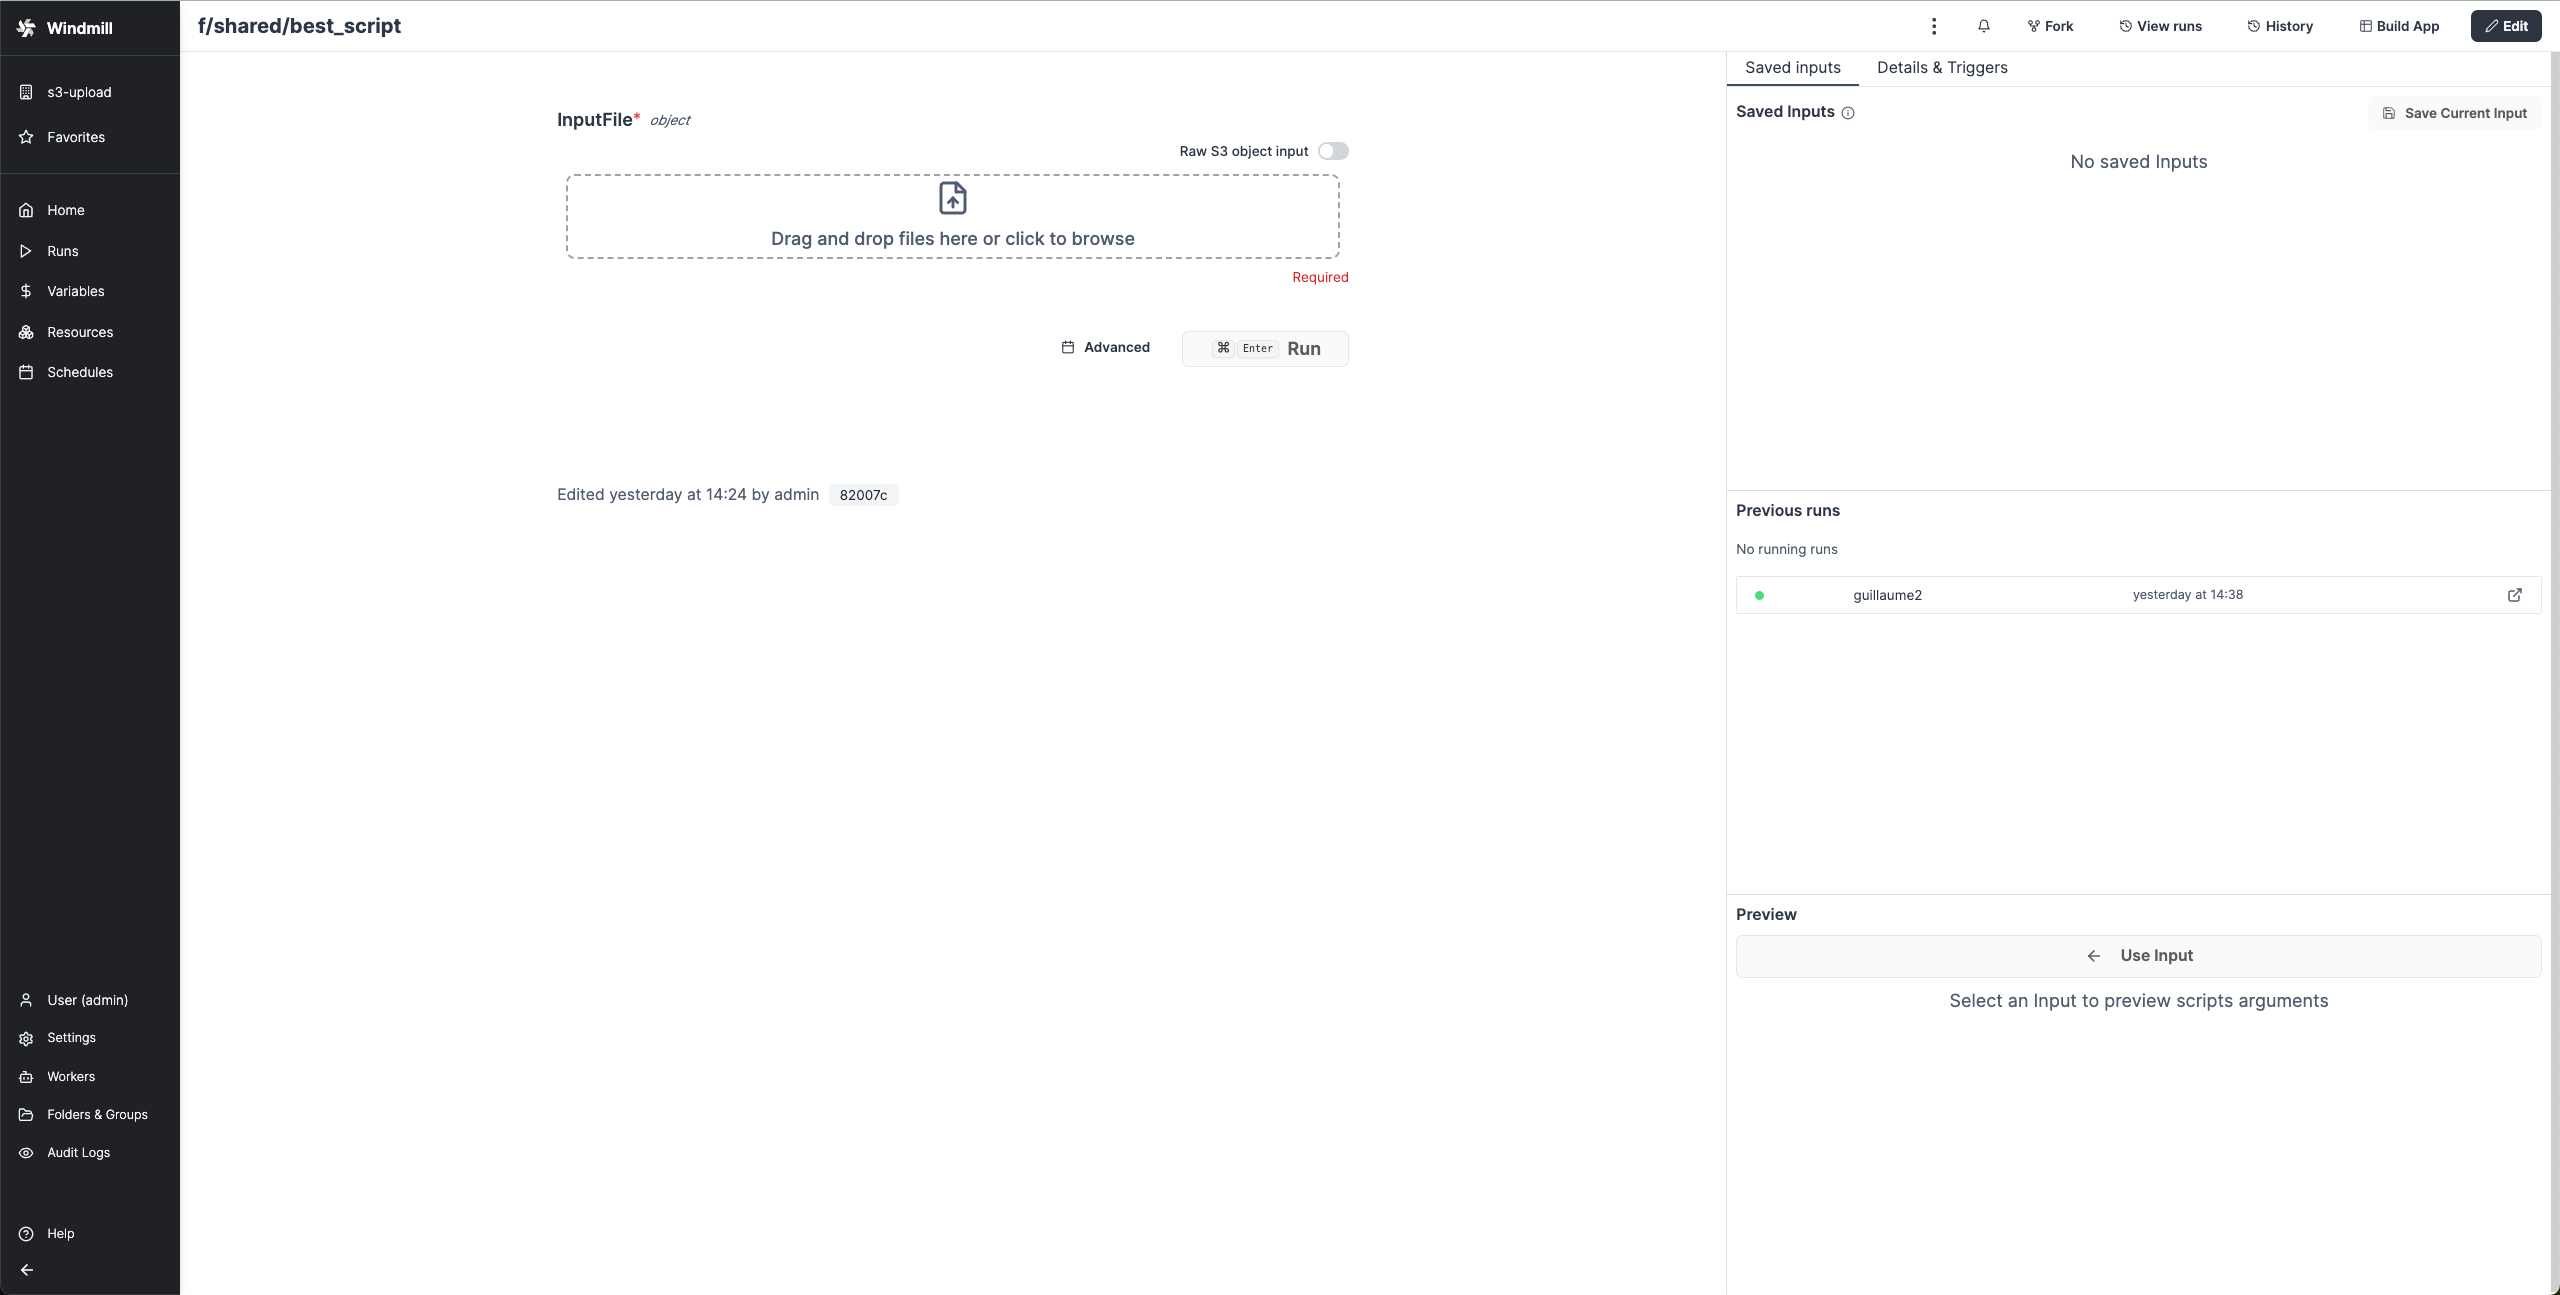 Windmill
s3-upload
Favorites
Home
Runs
Variables
Resources
Schedules
User (admin)
Settings
Workers
Folders & Groups
Audit Logs
Help
f/shared/best_script
Fork
View runs
History
Build App
Edit
InputFile* object
Raw S3 object input
Drag and drop files here or click to browse
Required
Advanced
⌘ Enter Run
Edited yesterday at 14:24 by admin 82007c
Saved inputs
Details & Triggers
Saved Inputs
Save Current Input
No saved Inputs
Previous runs
No running runs
guillaume2 yesterday at 14:38
Preview
Use Input
Select an Input to preview scripts arguments